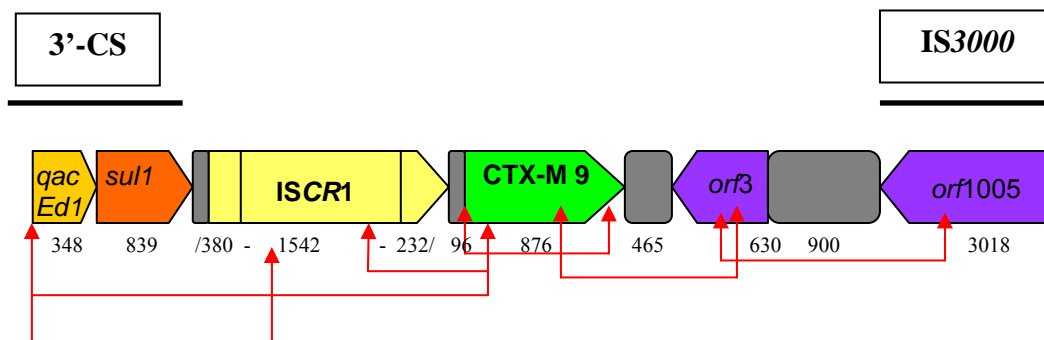 3’-CS
IS3000
qac
Ed1
sul1
ISCR1
CTX-M 9
orf3
orf1005
348 839 /380 - 1542 - 232/ 96 876 465 630 900 3018